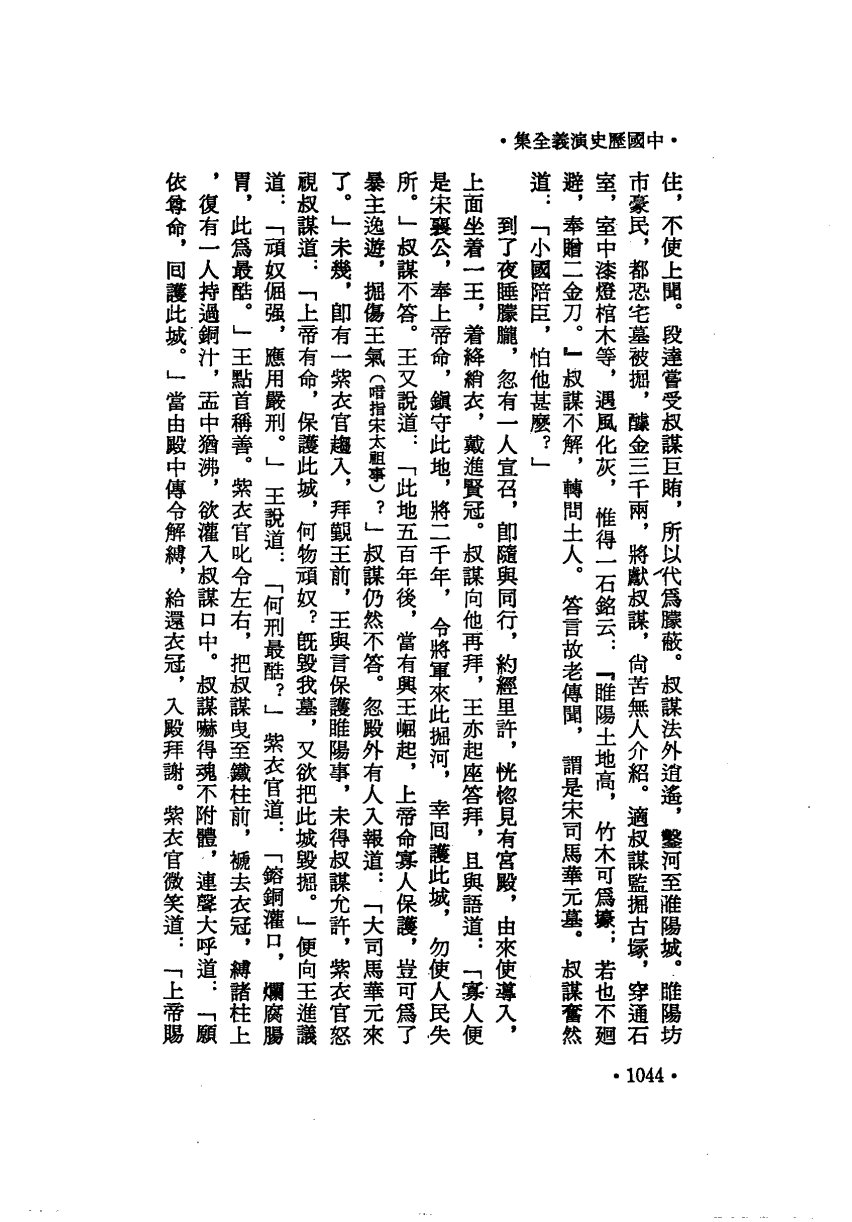 ·中國歷史演義全集·
住，不使上聞。段達嘗受叔謀巨賄，所以代爲朦蔽。叔謀法外逍遙，鑿河至睢陽城。睢陽坊
市豪民，都恐宅墓被掘，醵金三千兩，將獻叔謀，尙苦無人介紹。適叔謀監掘古塚，穿通石
室，室中漆燈棺木等，遇風化灰，惟得一石銘云：『睢陽土地高，竹木可爲壕；若也不廻
避，奉贈二金刀。』叔謀不解，轉問土人。答言故老傳聞，謂是宋司馬華元墓。叔謀奮然
道：「小國陪臣，怕他甚麽？」
到了夜睡朦朧，忽有一人宣召，卽隨與同行，約經里許，恍惚見有宮殿，由來使導入，
上面坐着一王，着絳綃衣，戴進賢冠。叔謀向他再拜，王亦起座答拜，且與語道：「寡人便
是宋襄公，奉上帝命，鎭守此地，將二千年，令將軍來此掘河，幸回護此城，勿使人民失
所。」叔謀不答。王又說道：「此地五百年後，當有興王崛起，上帝命寡人保護，豈可爲了
暴主逸遊，掘傷王氣（暗指宋太祖事）？」叔謀仍然不答。忽殿外有人入報道：「大司馬華元來
了。」未幾，卽有一紫衣官趨入，拜覲王前，王與言保護睢陽事，未得叔謀允許，紫衣官怒
視叔謀道：「上帝有命，保護此城，何物頑奴？旣毀我墓，又欲把此城毀掘。」便向王進議
道：「頑奴倔强，應用嚴刑。」王說道：「何刑最酷？」紫衣官道：「鎔銅灌口，爛腐腸
胃，此爲最酷。」王點首稱善。紫衣官叱令左右，把叔謀曳至鐵柱前，褫去衣冠，縛諸柱上
，復有一人持過銅汁，盂中猶沸，欲灌入叔謀口中。叔謀嚇得魂不附體，連聲大呼道：「願
依尊命，回護此城。」當由殿中傳令解縛，給還衣冠，入殿拜謝。紫衣官微笑道：「上帝賜
·1044·